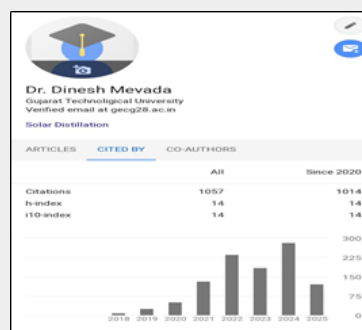 Dr. Dinesh Mevada
Gujarat Technoligical University
Verified email at gecg28.ac.in
Solar Distillation
ARTICLES CITED BY CO-AUTHORS
All Since 2020
Citations 1057 1014
h-index 14 14
i10-index 14 14
300
225
150
75
0
2018 2019 2020 2021 2022 2023 2024 2025